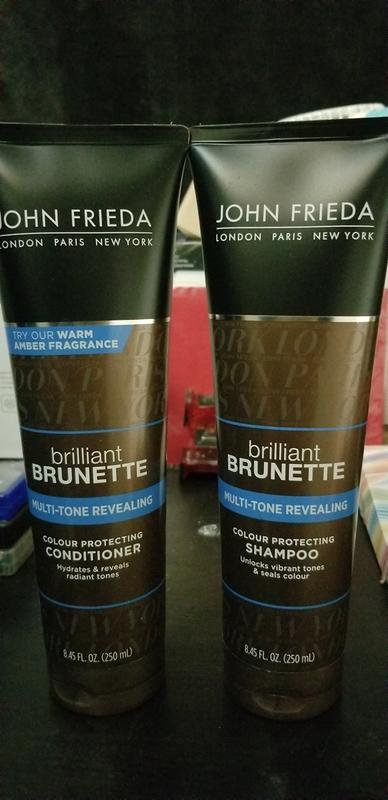 JOHN FRIEDA
LONDON PARIS NEW YORK
TRY OUR WARM
AMBER FRAGRANCE
brilliant
BRUNETTE
MULTI-TONE REVEALING
COLOUR PROTECTING
CONDITIONER
Hydrates & reveals
radiant tones
8.45 FL. OZ. (250 mL)
JOHN FRIEDA
LONDON PARIS NEW YORK
brilliant
BRUNETTE
MULTI-TONE REVEALING
COLOUR PROTECTING
SHAMPOO
Unlocks vibrant tones
& seals colour
8.45 FL. OZ. (250 mL)